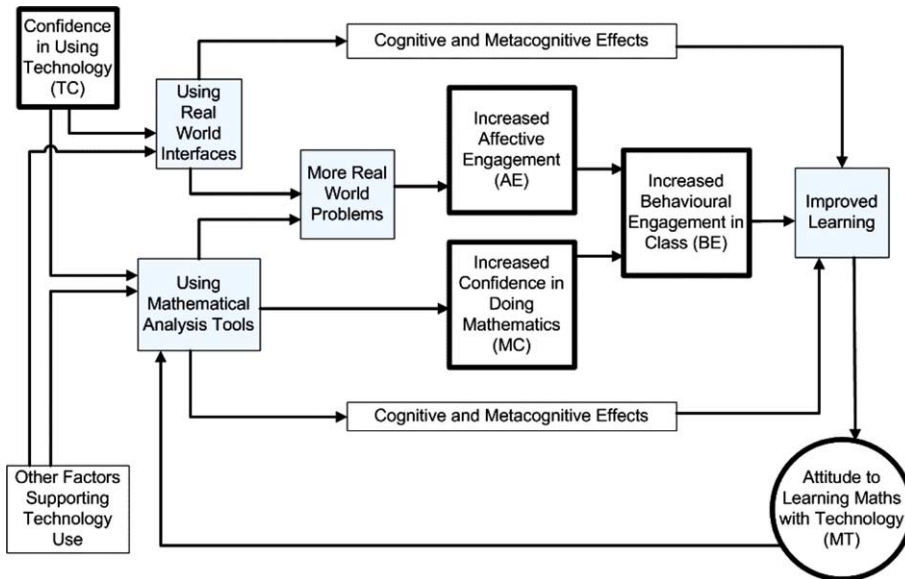 Confidence
in Using
Technology
(TC)
Cognitive and Metacognitive Effects
Using
Real
World
Interfaces
More Real
World
Problems
Increased
Affective
Engagement
(AE)
Increased
Behavioural
Engagement in
Class (BE)
Improved
Learning
Using
Mathematical
Analysis Tools
Increased
Confidence in
Doing
Mathematics
(MC)
Cognitive and Metacognitive Effects
Other Factors
Supporting
Technology
Use
Attitude to
Learning Maths
with Technology
(MT)